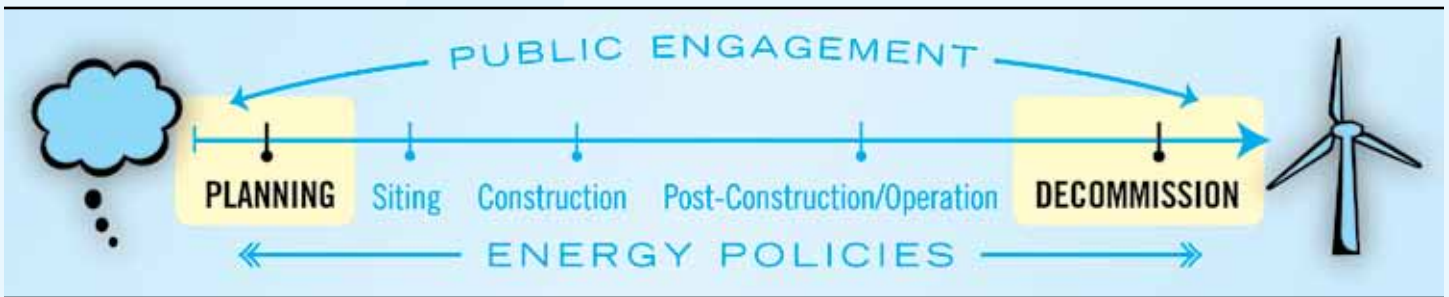 PUBLIC ENGAGEMENT
PLANNING Siting Construction Post-Construction/Operation DECOMMISSION
ENERGY POLICIES